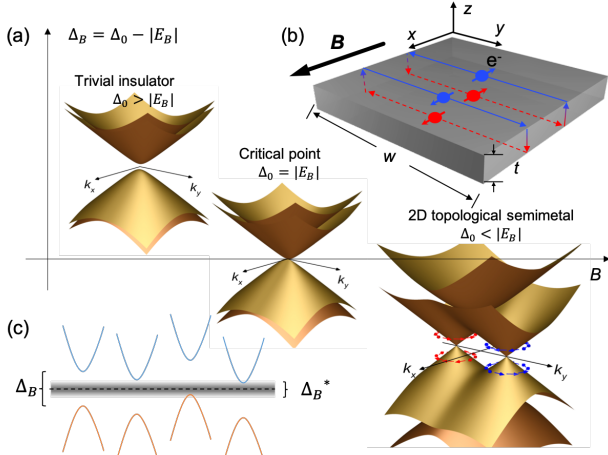 (a)
Δ_B = Δ_0 − |E_B|
Trivial insulator
Δ_0 > |E_B|
k_x
k_y
Critical point
Δ_0 = |E_B|
k_x
k_y
2D topological semimetal
Δ_0 < |E_B|
B
k_x
k_y
(b)
B
x
z
y
e-
w
t
(c)
Δ_B
Δ_B*